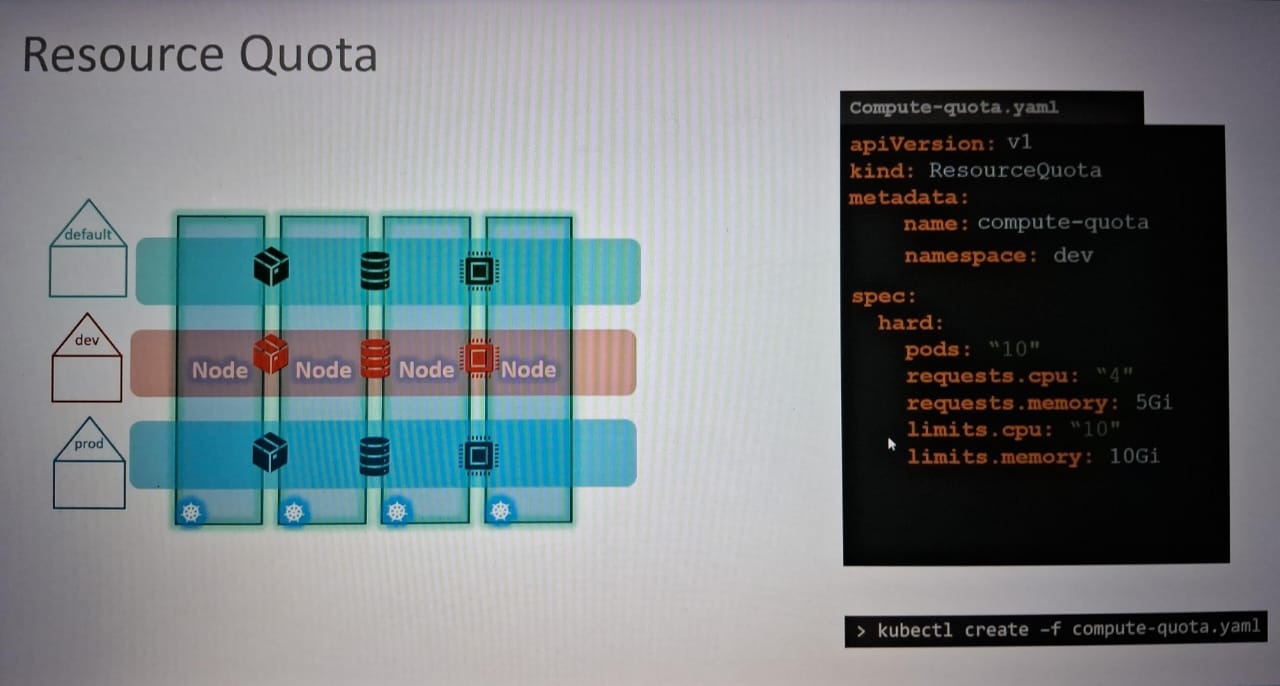 Resource Quota
default
dev
prod
Node Node Node Node
Compute-quota.yaml
apiVersion: v1
kind: ResourceQuota
metadata:
name: compute-quota
namespace: dev
spec:
hard:
pods: “10"
requests.cpu: “4"
requests.memory: 5Gi
limits.cpu: “10"
limits.memory: 10Gi
> kubectl create –f compute-quota.yaml